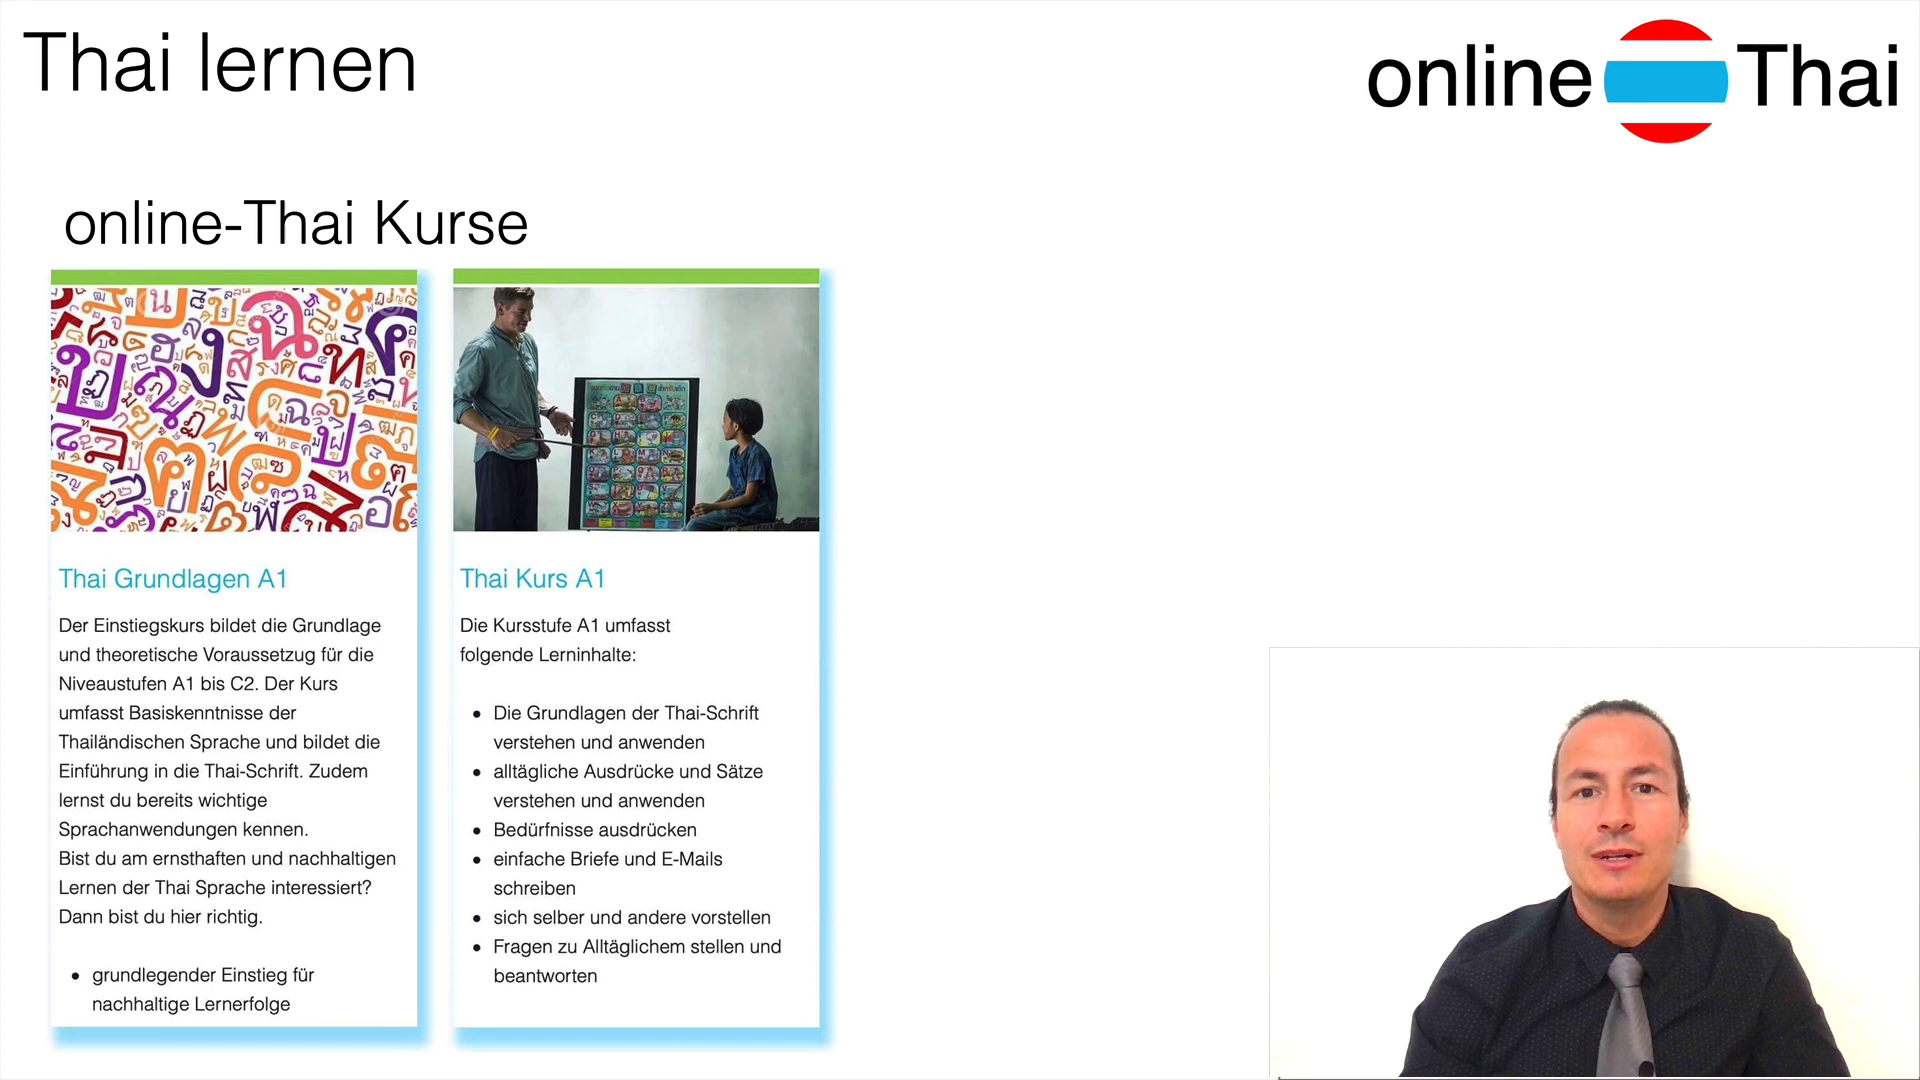 Thai lernen
online Thai
online-Thai Kurse
Thai Grundlagen A1
Der Einstiegskurs bildet die Grundlage
und theoretische Voraussetzug für die
Niveaustufen A1 bis C2. Der Kurs
umfasst Basiskenntnisse der
Thailändischen Sprache und bildet die
Einführung in die Thai-Schrift. Zudem
lernst du bereits wichtige
Sprachanwendungen kennen.
Bist du am ernsthaften und nachhaltigen
Lernen der Thai Sprache interessiert?
Dann bist du hier richtig.
• grundlegender Einstieg für
nachhaltige Lernerfolge
Thai Kurs A1
Die Kursstufe A1 umfasst
folgende Lerninhalte:
• Die Grundlagen der Thai-Schrift
verstehen und anwenden
• alltägliche Ausdrücke und Sätze
verstehen und anwenden
• Bedürfnisse ausdrücken
• einfache Briefe und E-Mails
schreiben
• sich selber und andere vorstellen
• Fragen zu Alltäglichem stellen und
beantworten